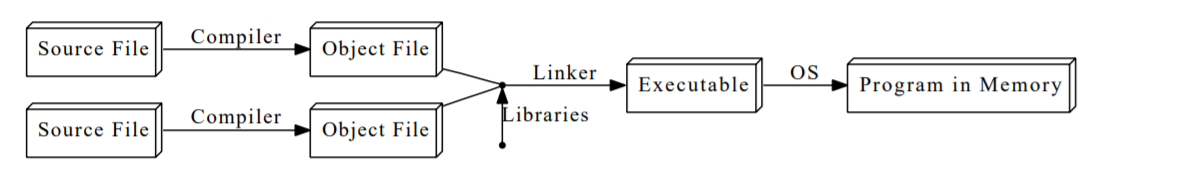 Source File
Compiler
Object File
Source File
Compiler
Object File
Libraries
Linker
Executable
OS
Program in Memory